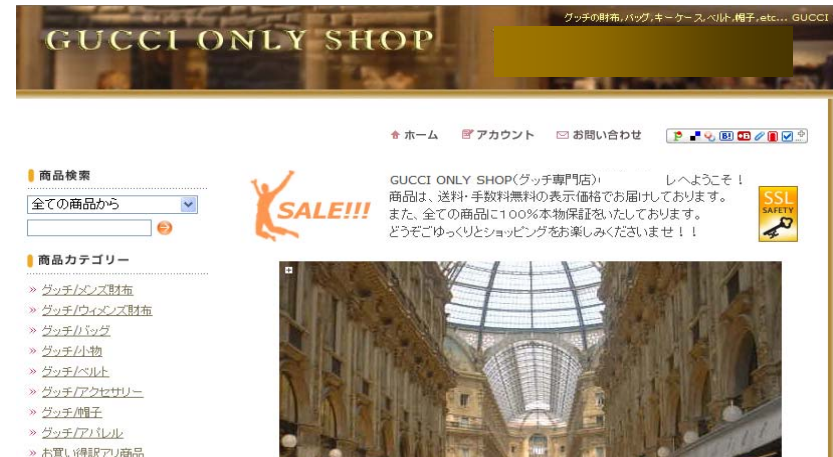 グッチの財布,バッグ,キーケース,ベルト,帽子,etc... GUCCI
GUCCI ONLY SHOP
ホーム アカウント お問い合わせ
商品検索
全ての商品から
商品カテゴリー
» グッチ/メンズ財布
» グッチ/ウィメンズ財布
» グッチ/バッグ
» グッチ/小物
» グッチ/ベルト
» グッチ/アクセサリー
» グッチ/帽子
» グッチ/アパレル
» お買い得訳アリ商品
SALE!!!
GUCCI ONLY SHOP(グッチ専門店) レへようこそ!
商品は、送料・手数料無料の表示価格でお届けしております。
また、全ての商品に100%本物保証をいたしております。
どうぞごゆっくりとショッピングをお楽しみくださいませ!!
SSL
SAFETY